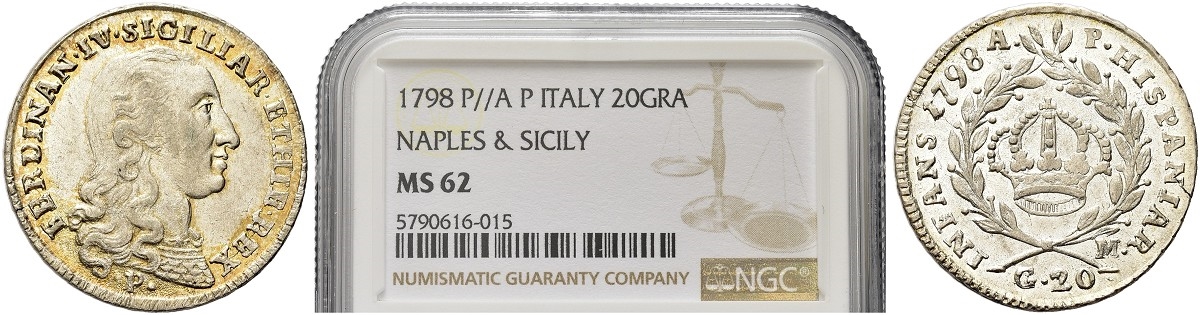 FERDINAN·IV·SICILIAR·ET HIE·REX
P·
1798 P//A P ITALY 20GRA
NAPLES & SICILY
MS 62
5790616-015
NUMISMATIC GUARANTY COMPANY
NGC®
INFANS 1798 A· P·HISPANIAR·
M·
G·20